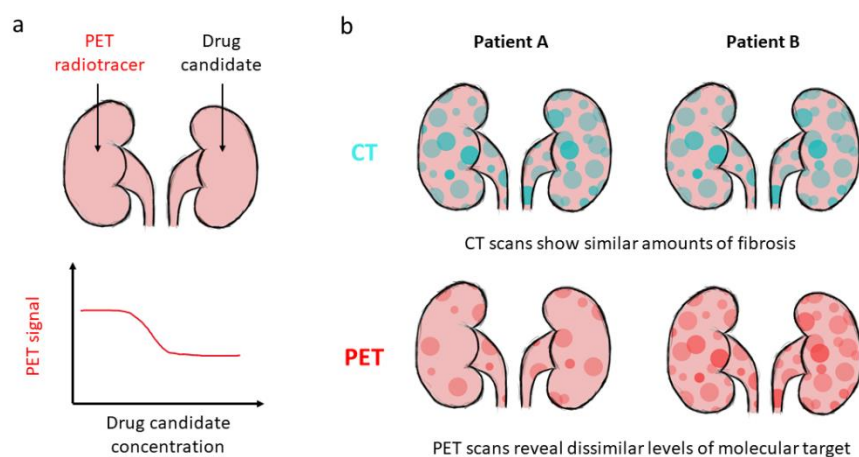 a
PET
radiotracer
Drug
candidate
PET signal
Drug candidate
concentration
b
Patient A
Patient B
CT
CT scans show similar amounts of fibrosis
PET
PET scans reveal dissimilar levels of molecular target